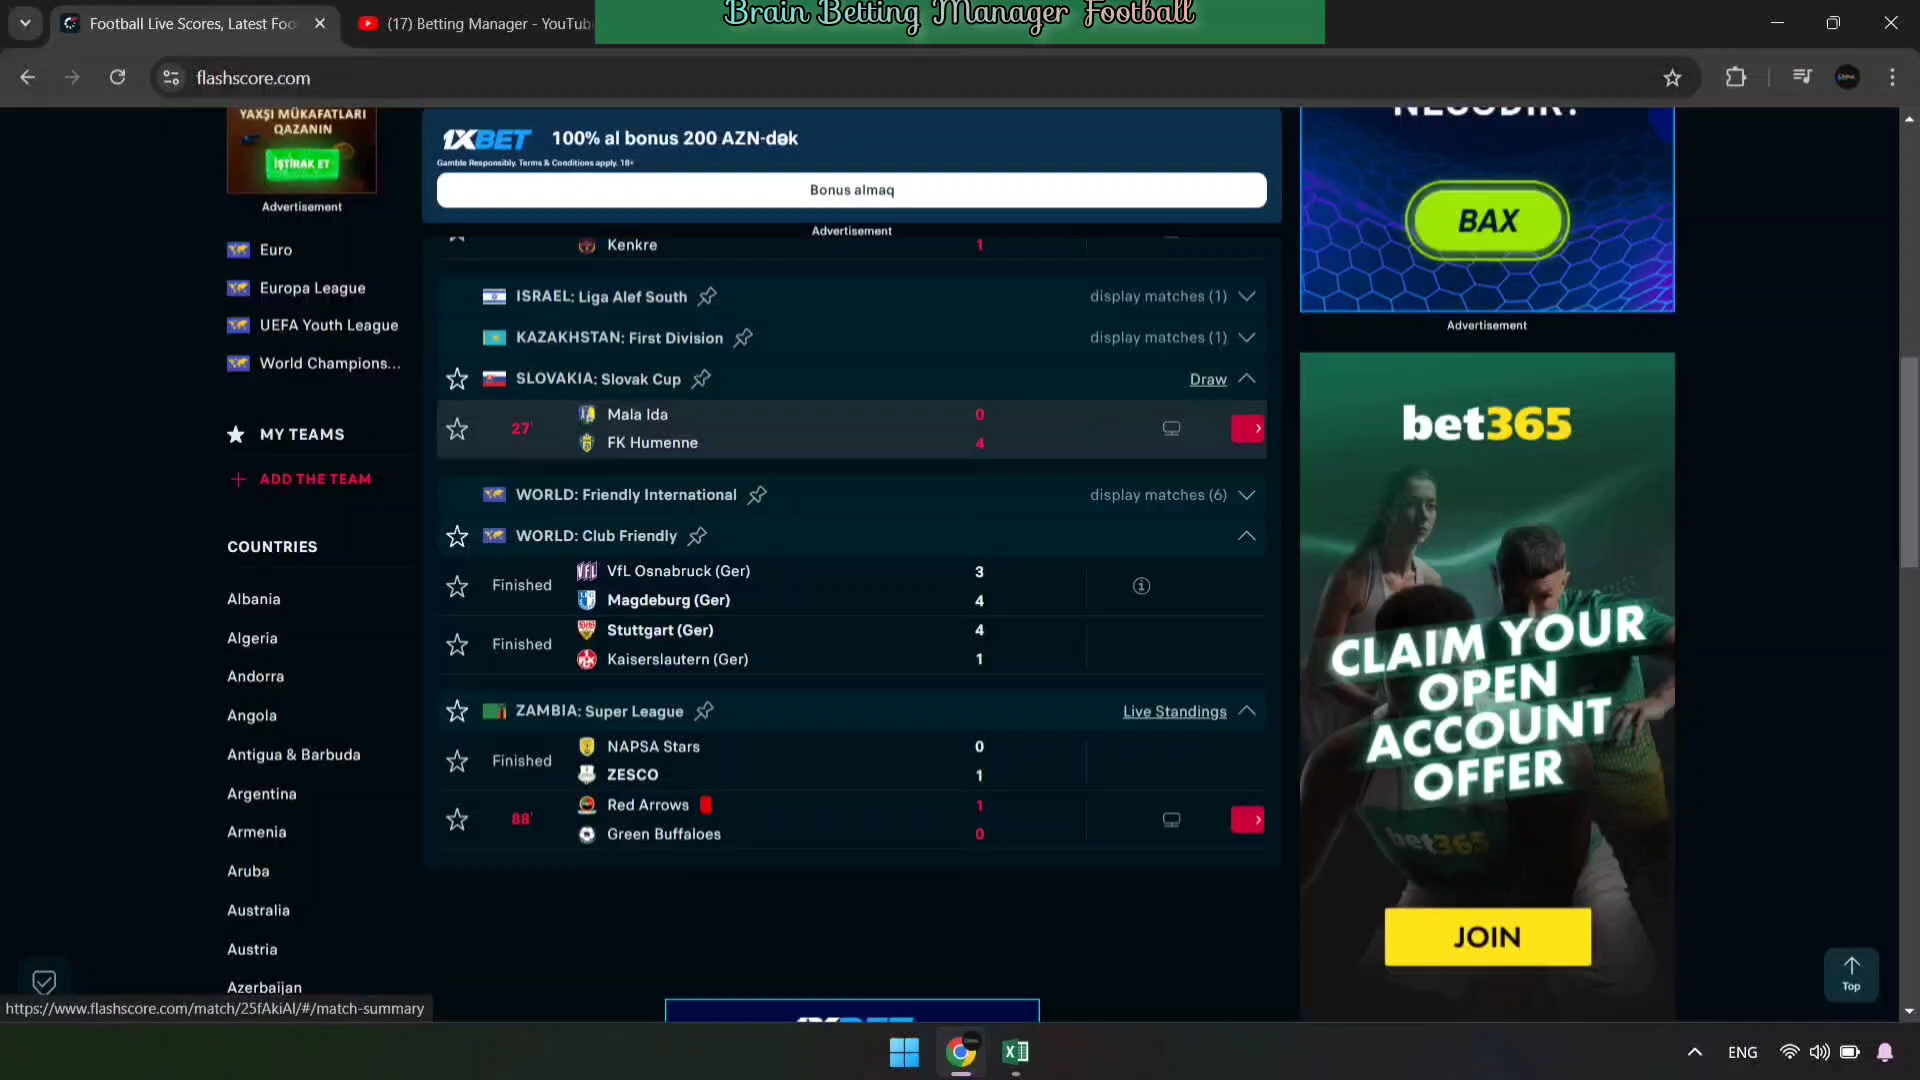 Brain Betting Manager Football
Football Live Scores, Latest Foo
(17) Betting Manager - YouTub
flashscore.com
YAXŞI MÜKAFATLARI
QAZANIN
İŞTİRAK ET
Advertisement
Euro
Europa League
UEFA Youth League
World Champions...
MY TEAMS
ADD THE TEAM
COUNTRIES
Albania
Algeria
Andorra
Angola
Antigua & Barbuda
Argentina
Armenia
Aruba
Australia
Austria
Azerbaijan
https://www.flashscore.com/match/25fAkiAl/#/match-summary
1XBET 100% al bonus 200 AZN-dək
Gamble Responsibly. Terms & Conditions apply. 18+
Bonus almaq
Advertisement
Kenkre 1
ISRAEL: Liga Alef South display matches (1)
KAZAKHSTAN: First Division display matches (1)
SLOVAKIA: Slovak Cup Draw
27'
Mala Ida 0
FK Humenne 4
WORLD: Friendly International display matches (6)
WORLD: Club Friendly
Finished
VfL Osnabruck (Ger) 3
Magdeburg (Ger) 4
Finished
Stuttgart (Ger) 4
Kaiserslautern (Ger) 1
ZAMBIA: Super League Live Standings
Finished
NAPSA Stars 0
ZESCO 1
88'
Red Arrows 1
Green Buffaloes 0
BAX
Advertisement
bet365
CLAIM YOUR
OPEN
ACCOUNT
OFFER
bet365
JOIN
Top
ENG